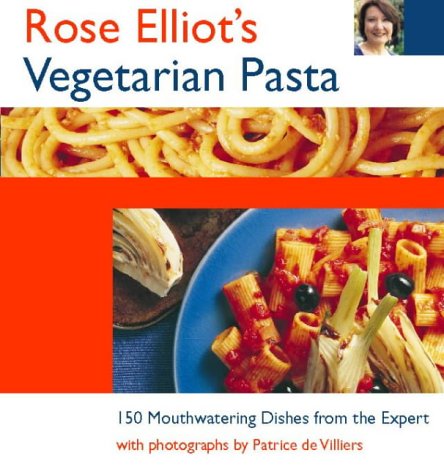 Rose Elliot's
Vegetarian Pasta
150 Mouthwatering Dishes from the Expert
with photographs by Patrice de Villiers